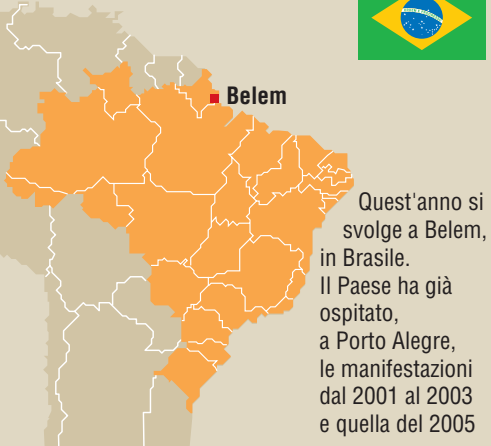 Belem
Quest'anno si
svolge a Belem,
in Brasile.
Il Paese ha già
ospitato,
a Porto Alegre,
le manifestazioni
dal 2001 al 2003
e quella del 2005